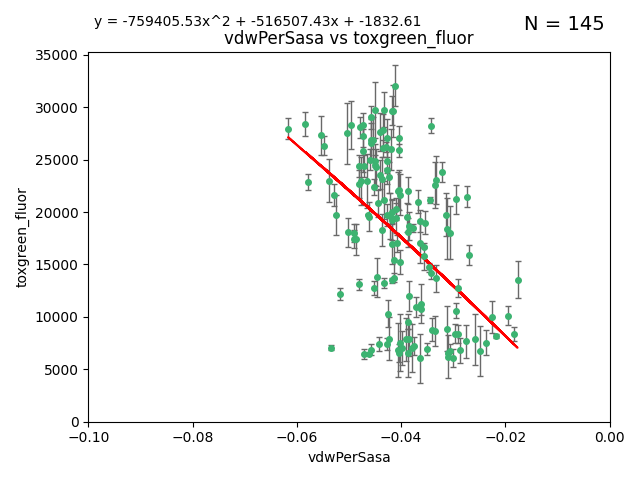 y = -759405.53x^2 + -516507.43x + -1832.61
N = 145
vdwPerSasa vs toxgreen_fluor
35000
30000
25000
20000
15000
10000
5000
0
toxgreen_fluor
−0.10
−0.08
−0.06
−0.04
−0.02
0.00
vdwPerSasa